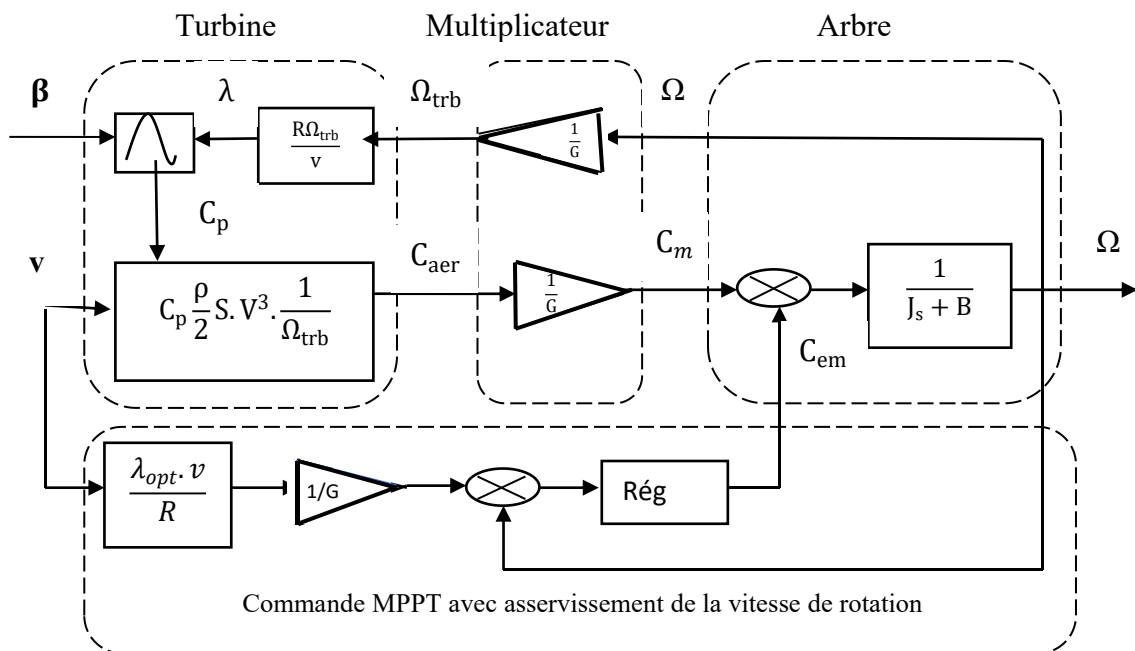 Turbine Multiplicateur Arbre
β λ Ω_trb Ω
RΩ_trb / v
1/G
C_p
v C_aer C_m Ω
C_p ρ/2 S.V³. 1/Ω_trb
1/G
1 / (J_s + B)
C_em
λ_opt. v / R
1/G
Rég
Commande MPPT avec asservissement de la vitesse de rotation